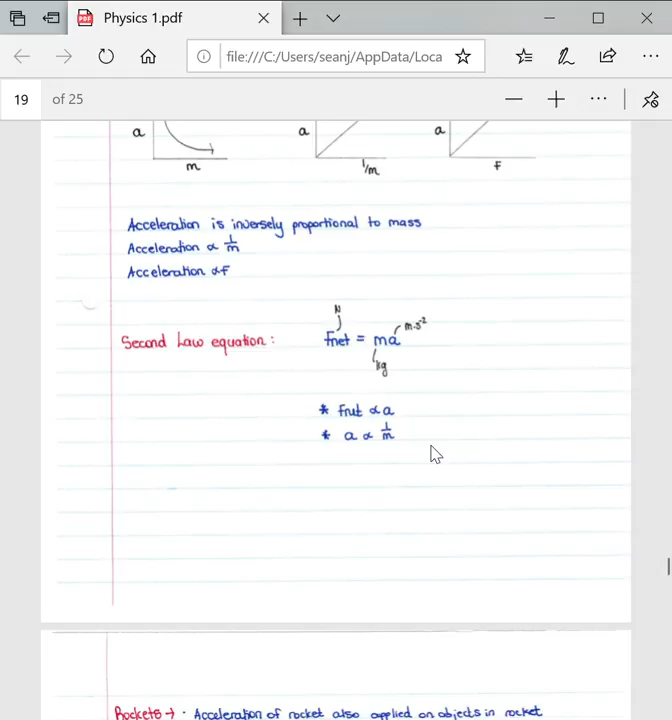 Physics 1.pdf
file:///C:/Users/seanj/AppData/Loca
19 of 25
a
m
a
1/m
a
F
Acceleration is inversely proportional to mass
Acceleration ∝ 1/m
Acceleration ∝F
N
m·s⁻²
Second Law equation: Fnet = ma
kg
* Fnet ∝ a
* a ∝ 1/m
Rockets → · Acceleration of rocket also applied on objects in rocket